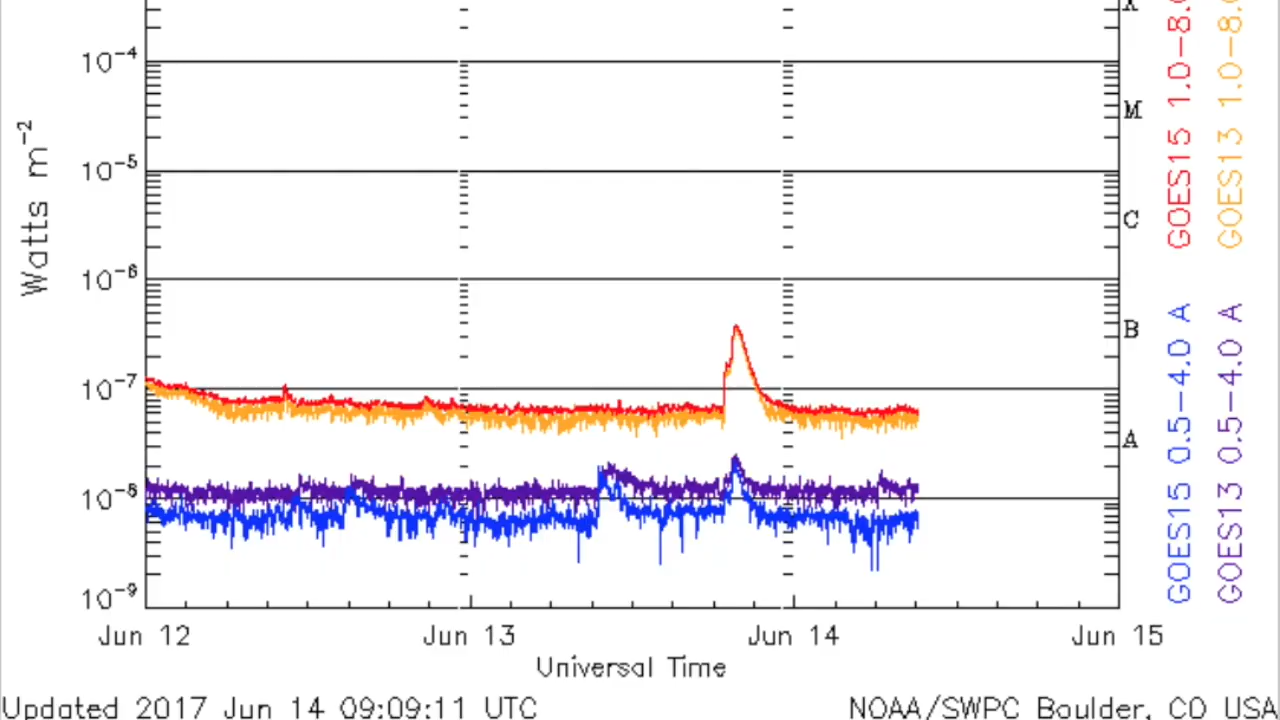 10⁻⁴
10⁻⁵
10⁻⁶
10⁻⁷
10⁻⁸
10⁻⁹
Watts m⁻²
X
M
C
B
A
GOES15 1.0-8.0
GOES13 1.0-8.0
GOES15 0.5-4.0 A
GOES13 0.5-4.0 A
Jun 12 Jun 13 Jun 14 Jun 15
Universal Time
Updated 2017 Jun 14 09:09:11 UTC NOAA/SWPC Boulder, CO USA